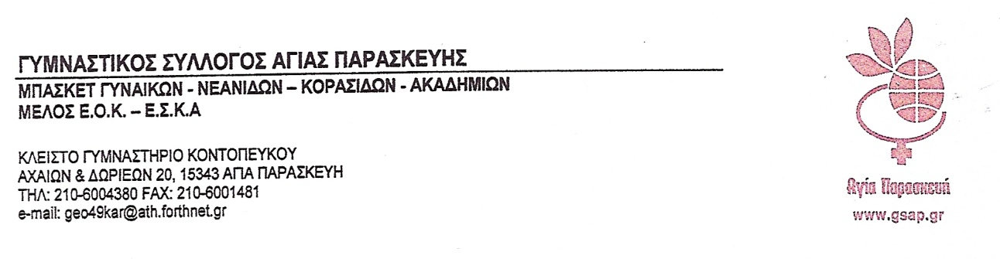 ΓΥΜΝΑΣΤΙΚΟΣ ΣΥΛΛΟΓΟΣ ΑΓΙΑΣ ΠΑΡΑΣΚΕΥΗΣ
ΜΠΑΣΚΕΤ ΓΥΝΑΙΚΩΝ - ΝΕΑΝΙΔΩΝ – ΚΟΡΑΣΙΔΩΝ - ΑΚΑΔΗΜΙΩΝ
ΜΕΛΟΣ Ε.Ο.Κ. – Ε.Σ.Κ.Α
ΚΛΕΙΣΤΟ ΓΥΜΝΑΣΤΗΡΙΟ ΚΟΝΤΟΠΕΥΚΟΥ
ΑΧΑΙΩΝ & ΔΩΡΙΕΩΝ 20, 15343 ΑΓΙΑ ΠΑΡΑΣΚΕΥΗ
ΤΗΛ: 210-6004380 FAX: 210-6001481
e-mail: geo49kar@ath.forthnet.gr
Αγία Παρασκευή
www.gsap.gr